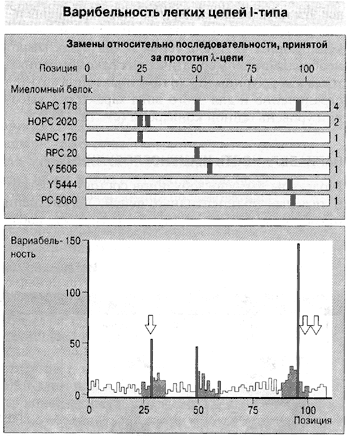 Варибельность легких цепей I-типа
Замены относительно последовательности, принятой
за прототип λ-цепи
Позиция
0 25 50 100
Миеломный белок
SAPC 178 4
HOPC 2020 2
SAPC 176 1
RPC 20 1
Y 5606 1
Y 5444 1
PC 5060 1
Вариабель-
ность
150
100
50
0
0 25 50 75 100
Позиция